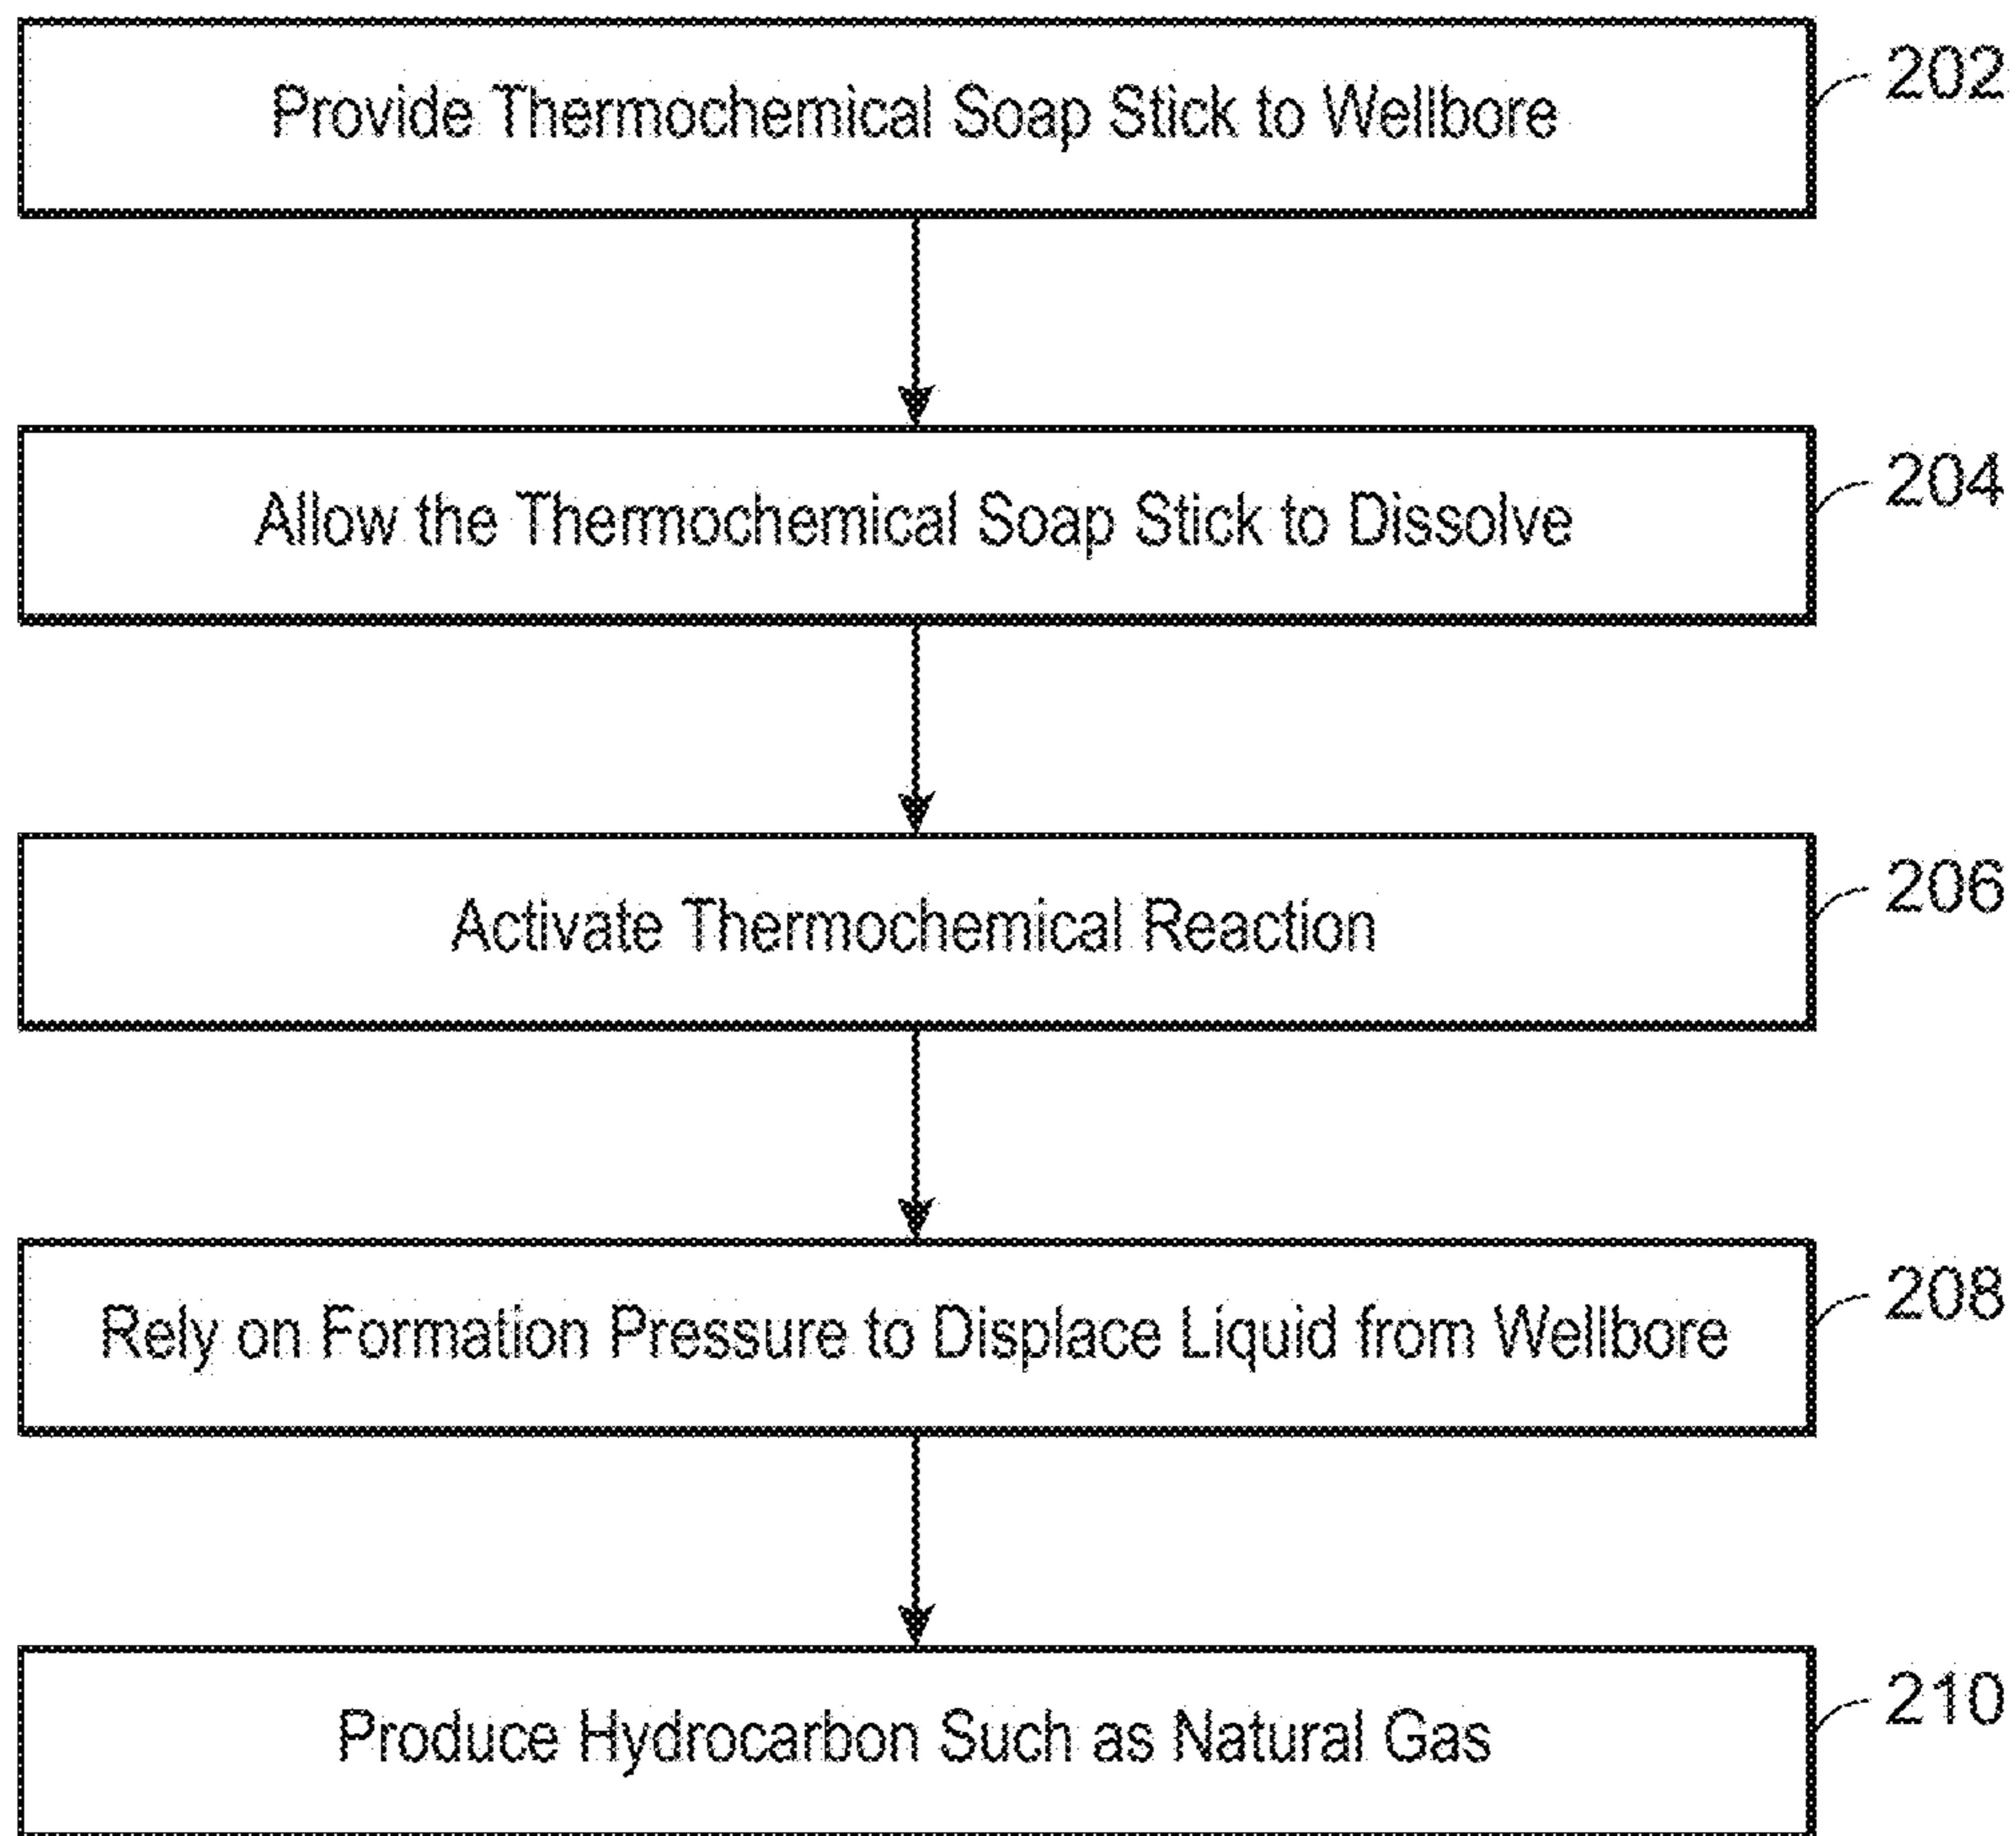 Provide Thermochemical Soap Stick to Wellbore
202
Allow the Thermochemical Soap Stick to Dissolve
204
Activate Thermochemical Reaction
206
Rely on Formation Pressure to Displace Liquid from Wellbore
208
Produce Hydrocarbon Such as Natural Gas
210